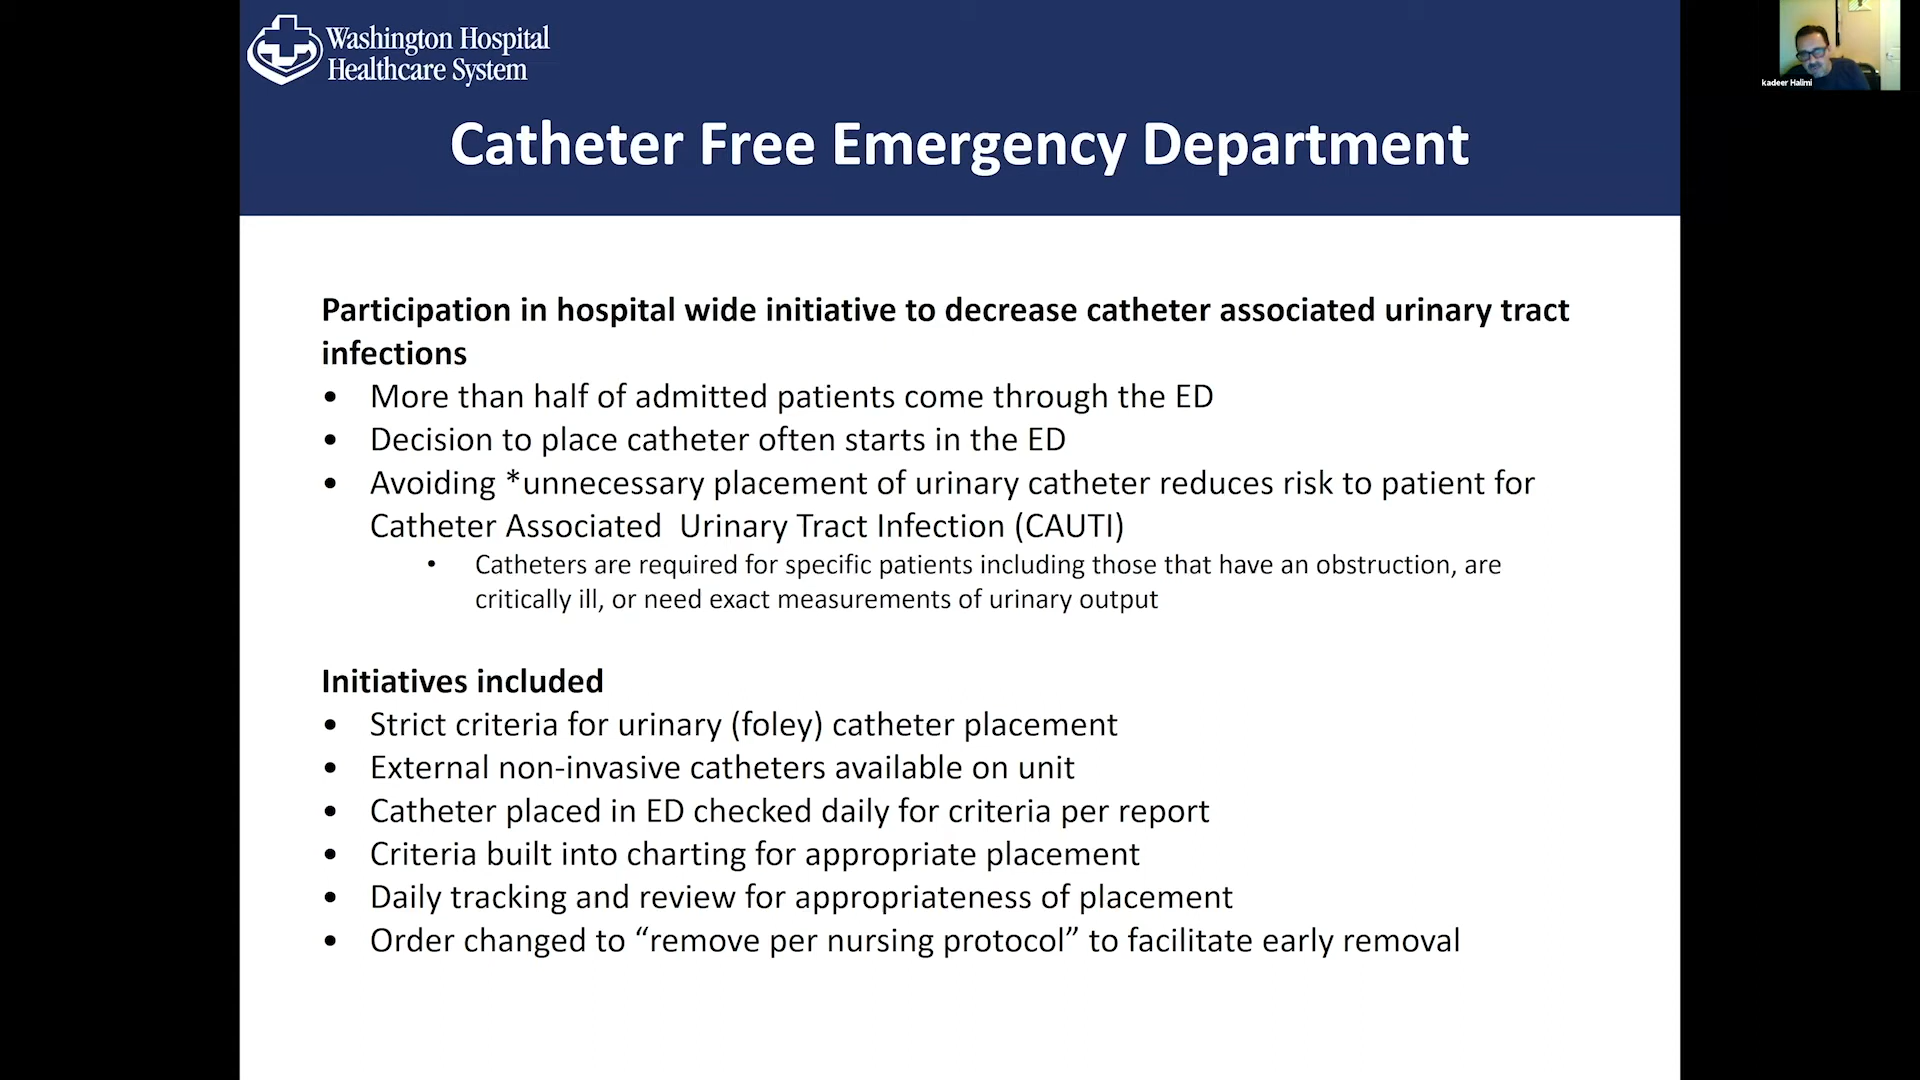 Washington Hospital
Healthcare System
kadeer Halimi
Catheter Free Emergency Department
Participation in hospital wide initiative to decrease catheter associated urinary tract
infections
• More than half of admitted patients come through the ED
• Decision to place catheter often starts in the ED
• Avoiding *unnecessary placement of urinary catheter reduces risk to patient for
Catheter Associated  Urinary Tract Infection (CAUTI)
• Catheters are required for specific patients including those that have an obstruction, are
critically ill, or need exact measurements of urinary output
Initiatives included
• Strict criteria for urinary (foley) catheter placement
• External non-invasive catheters available on unit
• Catheter placed in ED checked daily for criteria per report
• Criteria built into charting for appropriate placement
• Daily tracking and review for appropriateness of placement
• Order changed to “remove per nursing protocol” to facilitate early removal